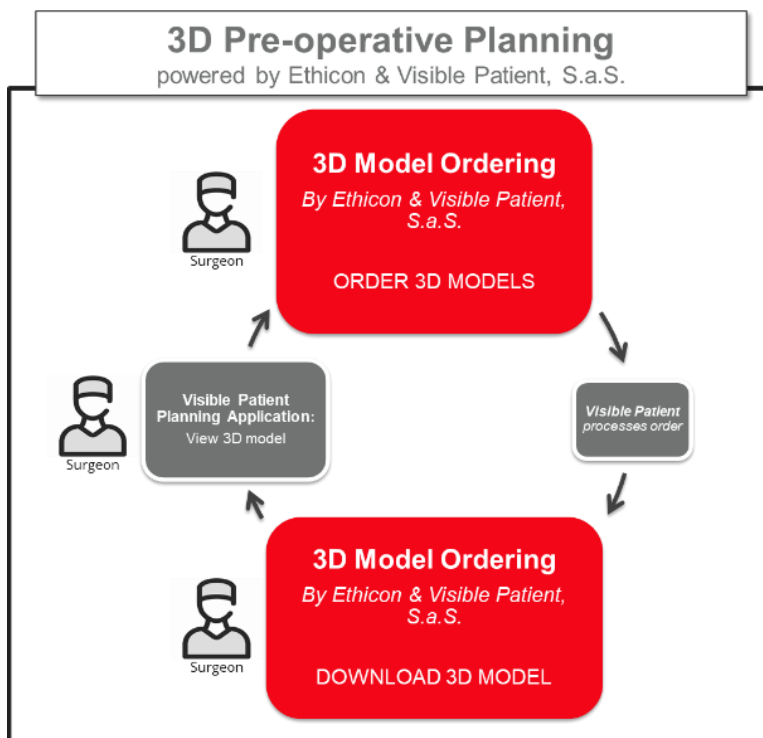 3D Pre-operative Planning
powered by Ethicon & Visible Patient, S.a.S.
3D Model Ordering
By Ethicon & Visible Patient,
S.a.S.
ORDER 3D MODELS
Surgeon
Visible Patient
processes order
3D Model Ordering
By Ethicon & Visible Patient,
S.a.S.
DOWNLOAD 3D MODEL
Surgeon
Visible Patient
Planning Application:
View 3D model
Surgeon